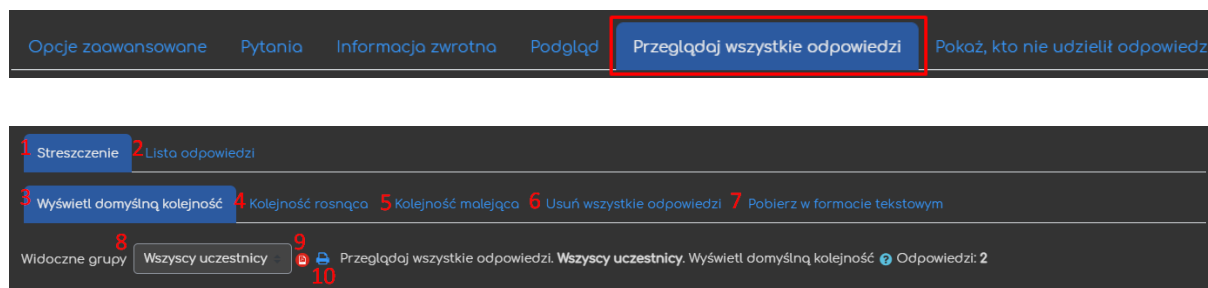 Opcje zaawansowane Pytania Informacja zwrotna Podgląd Przeglądaj wszystkie odpowiedzi Pokaż, kto nie udzielił odpowiedz
1 Streszczenie 2 Lista odpowiedzi
3 Wyświetl domyślną kolejność 4 Kolejność rosnąca 5 Kolejność malejąca 6 Usuń wszystkie odpowiedzi 7 Pobierz w formacie tekstowym
8 9
Widoczne grupy Wszyscy uczestnicy Przeglądaj wszystkie odpowiedzi. Wszyscy uczestnicy. Wyświetl domyślną kolejność ? Odpowiedzi: 2
10